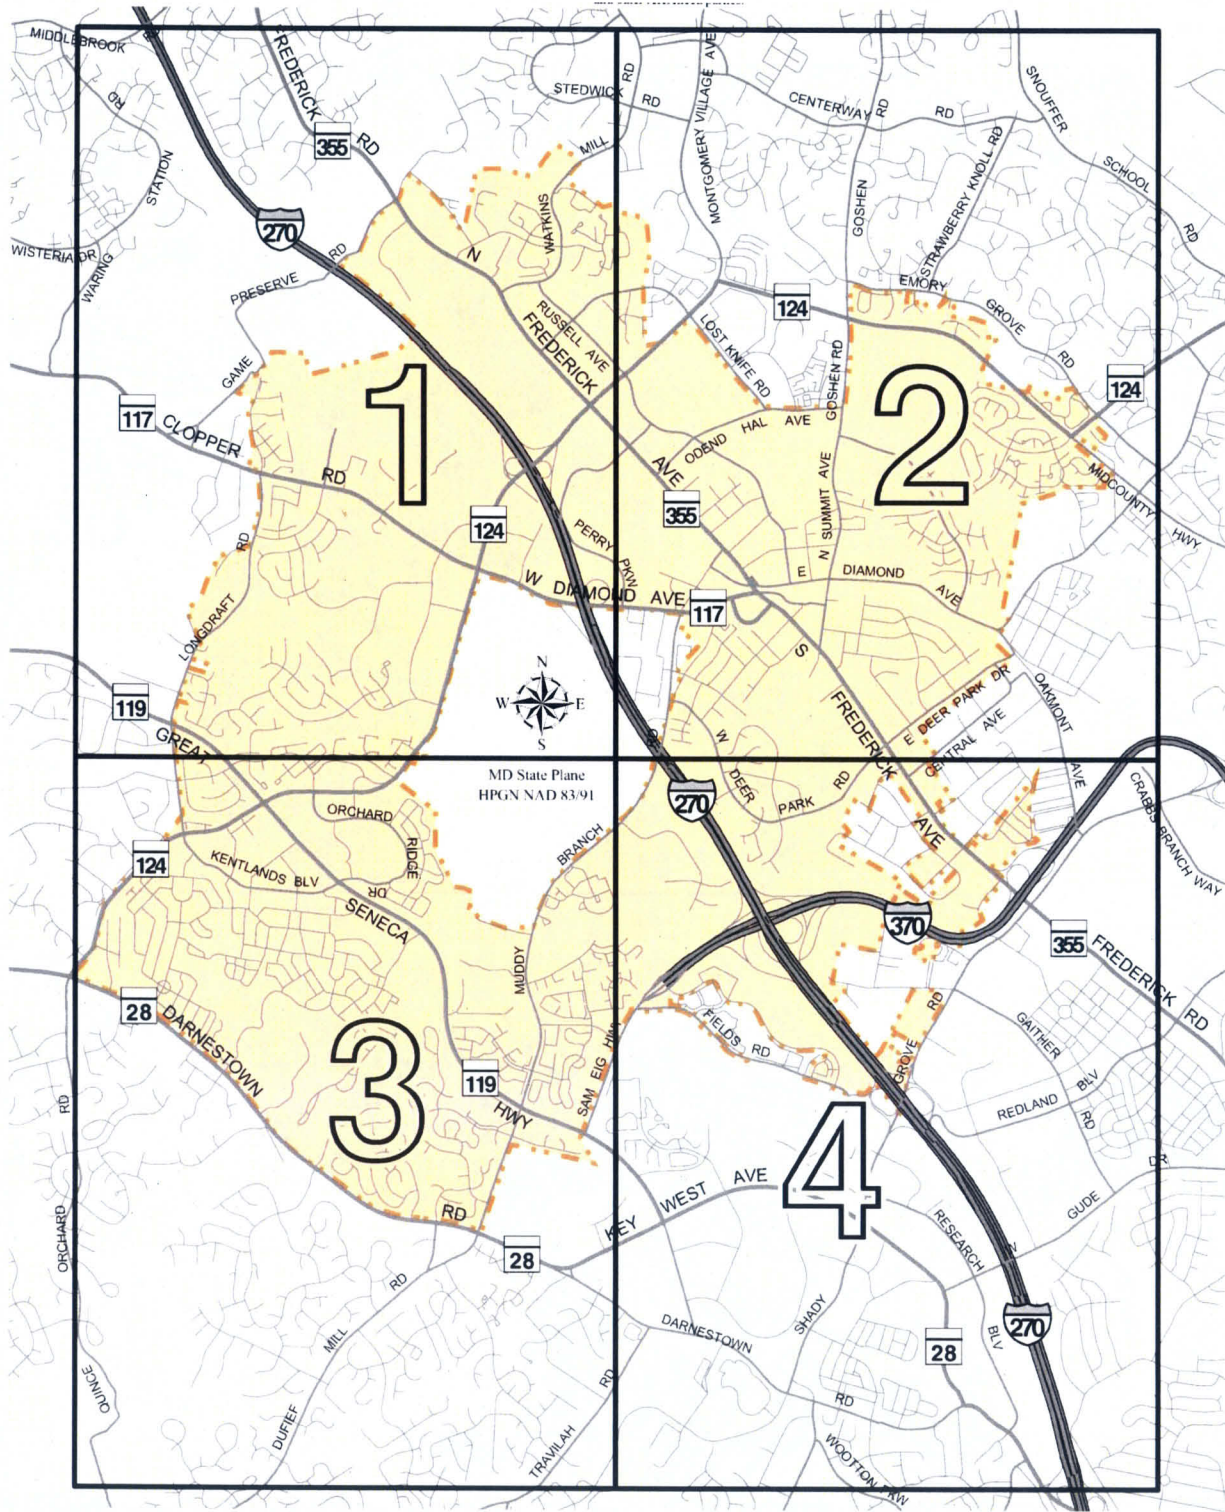 MIDDLEBROOK
RD
FREDERICK
RD
355
STEDWICK
RD
RD
MONTGOMERY VILLAGE AVE
CENTERWAY
RD
RD
SNOUFFER
SCHOOL
RD
STRAWBERRY KNOLL RD
GOSHEN
STATION
WISTERIA DR
WARING
270
MILL
WATKINS
N
PRESERVE
RD
GAME
RUSSELL AVE
FREDERICK
AVE
LOST KNIFE RD
124
EMORY
GROVE
RD
GOSHEN RD
124
117
CLOPPER
RD
1
2
ODEND HAL AVE
355
124
N SUMMIT AVE
MIDCOUNTY
HWY
PERRY
PKW
RD
LONGDRAFT
W DIAMOND AVE
117
E DIAMOND
AVE
S
FREDERICK
AVE
119
GREAT
N
W
E
S
MD State Plane
HPGN NAD 83/91
W
DEER
PARK
RD
E DEER PARK DR
CENTRAL AVE
OAKMONT
AVE
CRABBS BRANCH WAY
270
ORCHARD
RIDGE
DR
BRANCH
MUDDY
124
KENTLANDS BLV
SENECA
370
355
FREDERICK
RD
28
DARNESTOWN
RD
3
119
HWY
SAM EIG HW
FIELDS RD
GROVE
RD
GAITHER
RD
REDLAND
BLV
4
KEY WEST AVE
28
RD
ORCHARD
QUINCE
MILL
RD
DUFIEF
TRAVILAH
RD
DARNESTOWN
RD
SHADY
RESEARCH
BLV
W
GUDE
DR
270
28
WOOTTON PKW